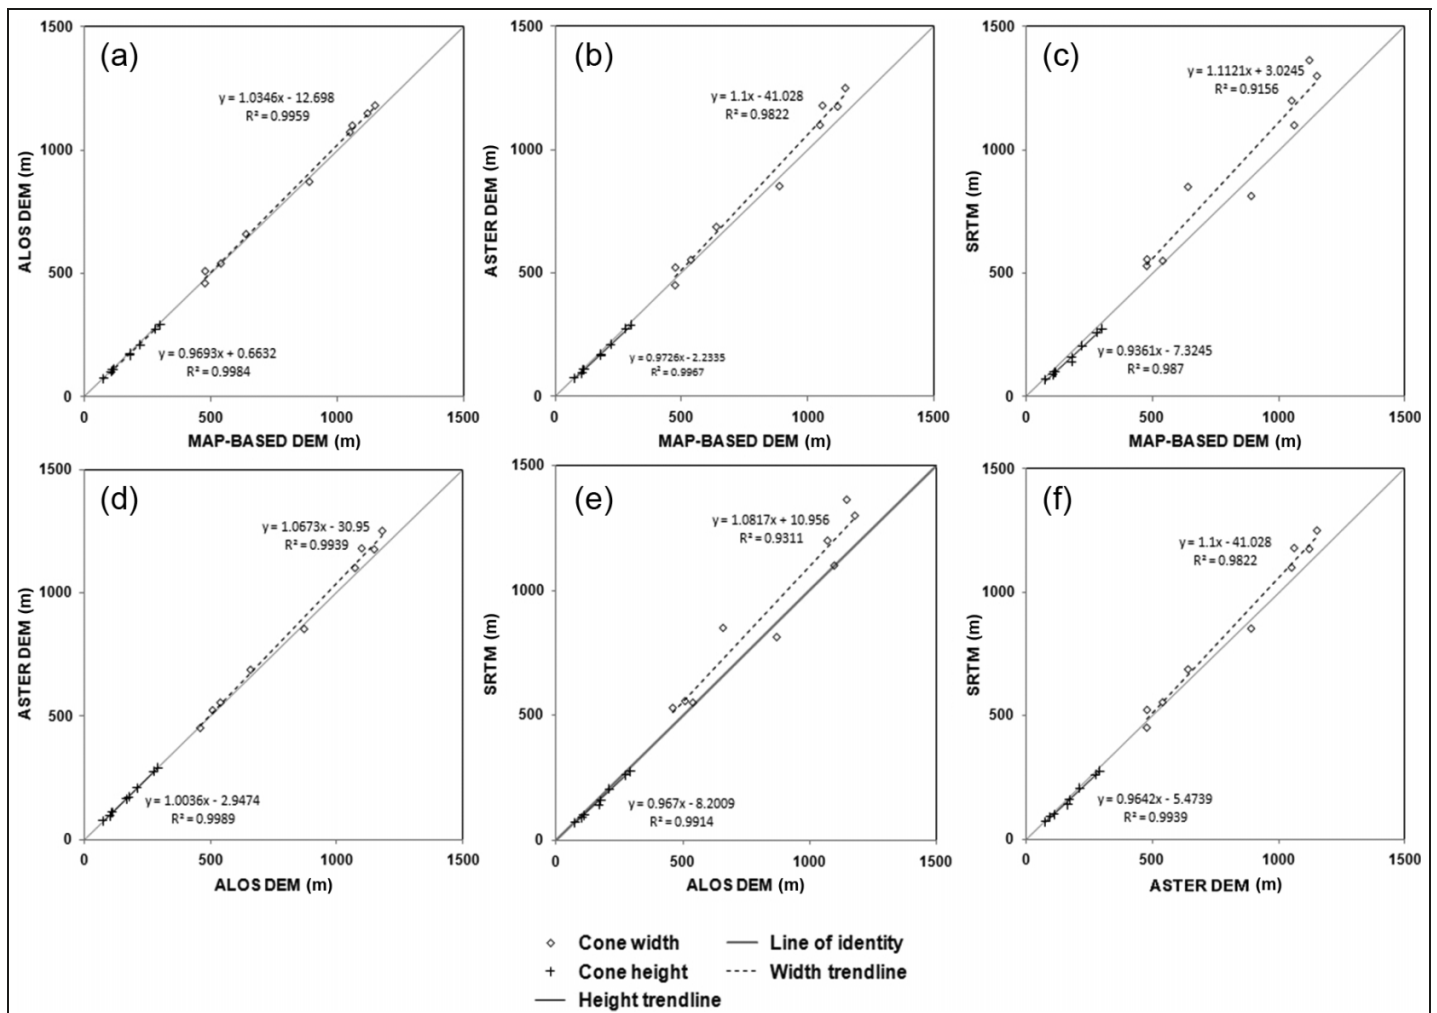 (a)
y = 1.0346x - 12.698
R² = 0.9959
y = 0.9693x + 0.6632
R² = 0.9984
1500
1000
500
0
0 500 1000 1500
ALOS DEM (m)
MAP-BASED DEM (m)
(b)
y = 1.1x - 41.028
R² = 0.9822
y = 0.9726x - 2.2335
R² = 0.9967
1500
1000
500
0
0 500 1000 1500
ASTER DEM (m)
MAP-BASED DEM (m)
(c)
y = 1.1121x + 3.0245
R² = 0.9156
y = 0.9361x - 7.3245
R² = 0.987
1500
1000
500
0
0 500 1000 1500
SRTM (m)
MAP-BASED DEM (m)
(d)
y = 1.0673x - 30.95
R² = 0.9939
y = 1.0036x - 2.9474
R² = 0.9989
1500
1000
500
0
0 500 1000 1500
ASTER DEM (m)
ALOS DEM (m)
(e)
y = 1.0817x + 10.956
R² = 0.9311
y = 0.967x - 8.2009
R² = 0.9914
1500
1000
500
0
0 500 1000 1500
SRTM (m)
ALOS DEM (m)
(f)
y = 1.1x - 41.028
R² = 0.9822
y = 0.9642x - 5.4739
R² = 0.9939
1500
1000
500
0
0 500 1000 1500
SRTM (m)
ASTER DEM (m)
Cone width Line of identity
Cone height Width trendline
Height trendline